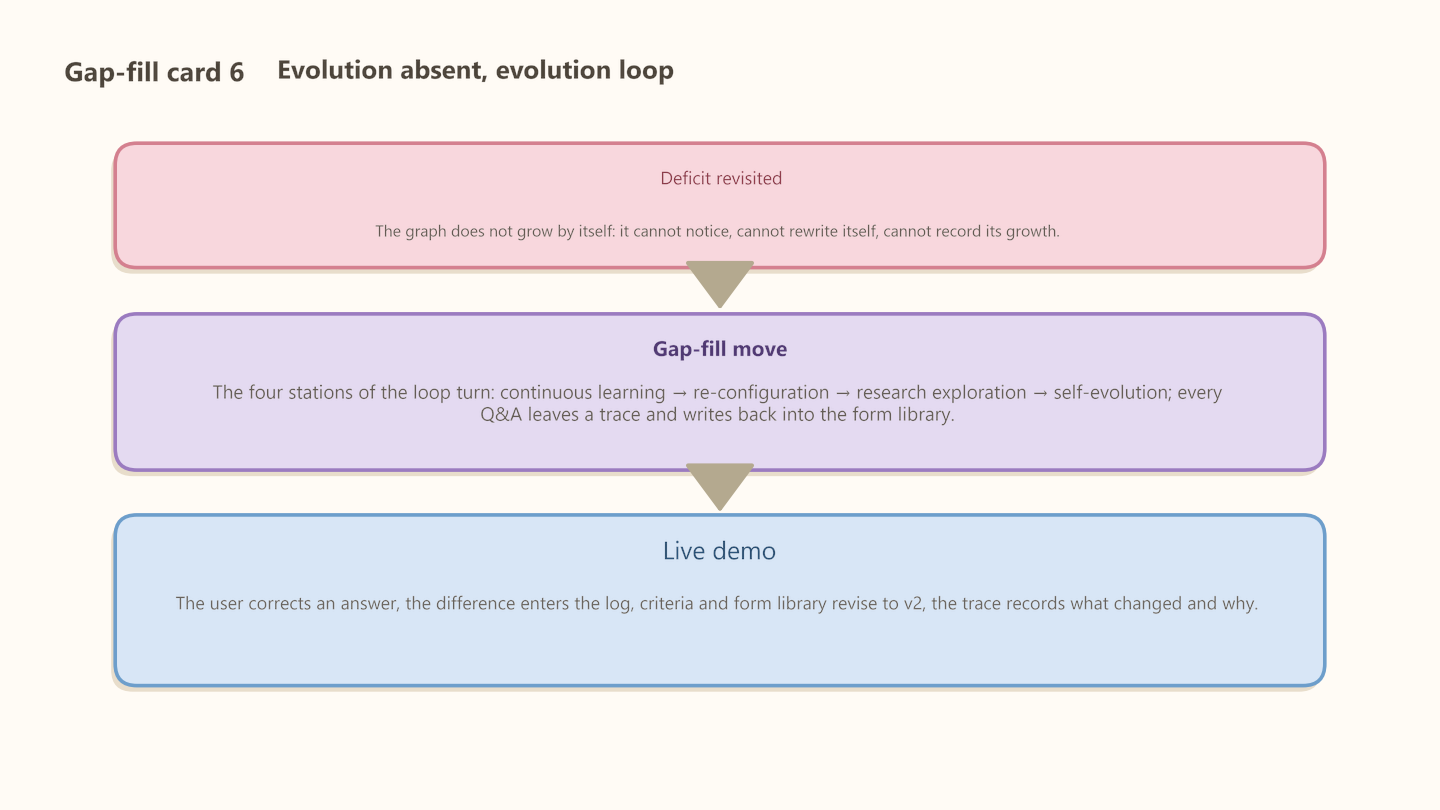 Gap-fill card 6 Evolution absent, evolution loop
Deficit revisited
The graph does not grow by itself: it cannot notice, cannot rewrite itself, cannot record its growth.
Gap-fill move
The four stations of the loop turn: continuous learning → re-configuration → research exploration → self-evolution; every
Q&A leaves a trace and writes back into the form library.
Live demo
The user corrects an answer, the difference enters the log, criteria and form library revise to v2, the trace records what changed and why.